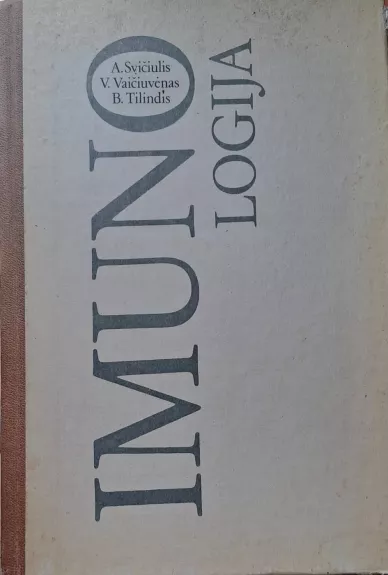 A. Svičiulis
V. Vaičiuvėnas
B. Tilindis
IMUNO
LOGIJA